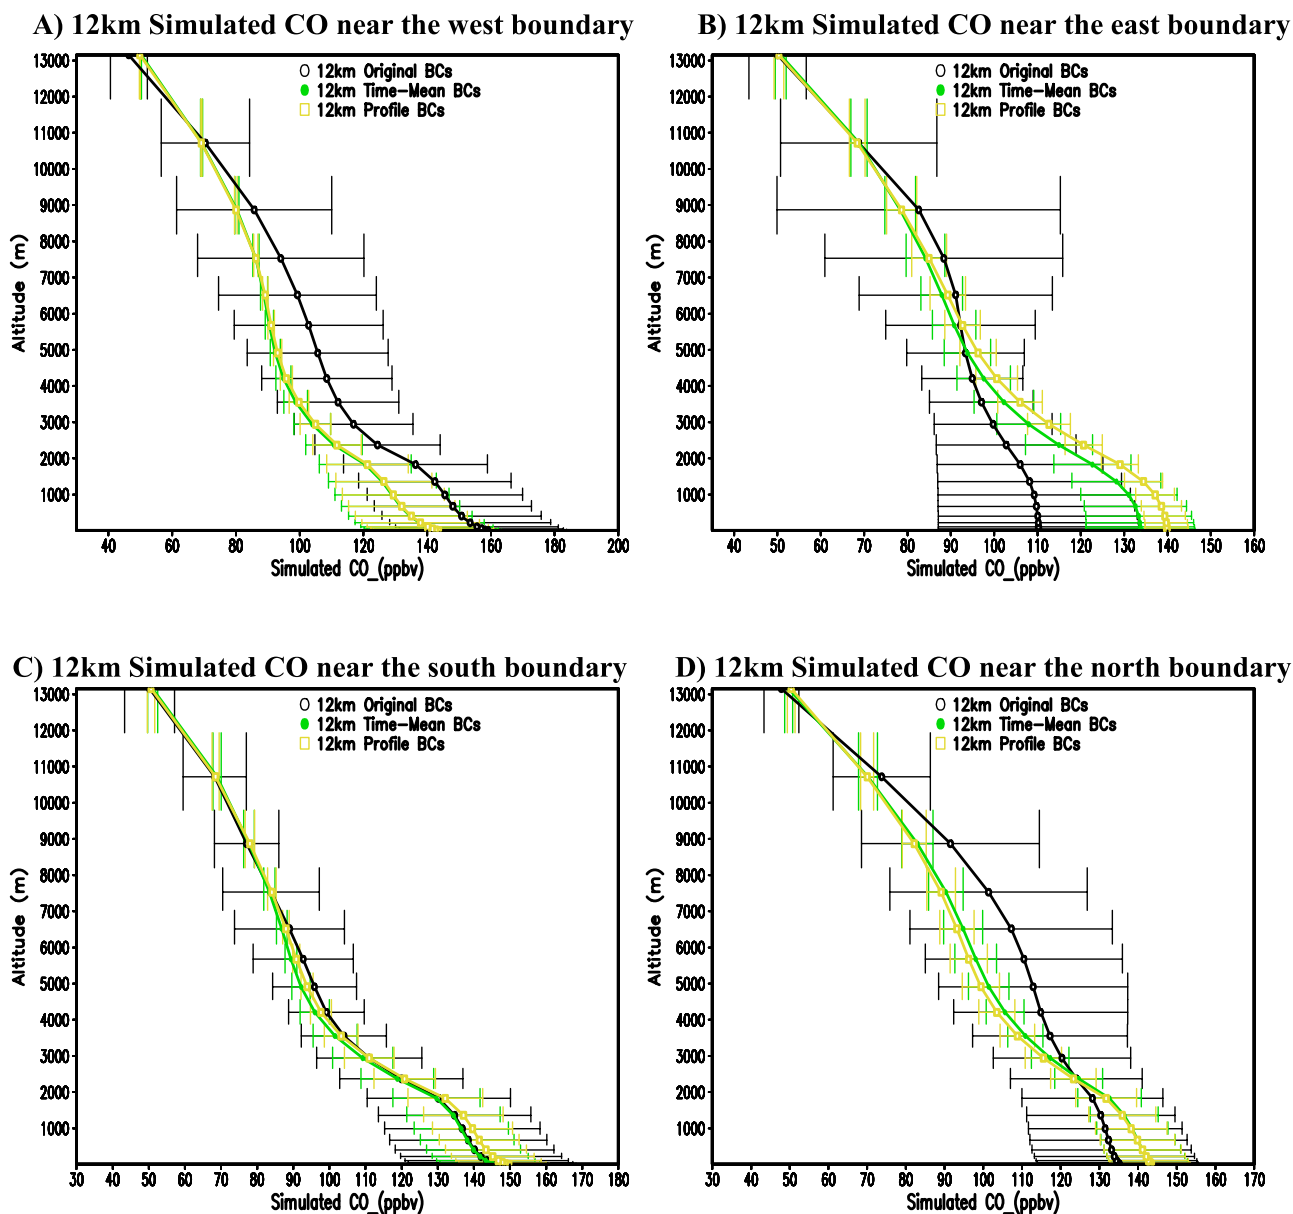 A) 12km Simulated CO near the west boundary
13000
12000
11000
10000
9000
8000
7000
6000
5000
4000
3000
2000
1000
Altitude (m)
12km Original BCs
12km Time-Mean BCs
12km Profile BCs
40 60 80 100 120 140 160 180 200
Simulated CO_(ppbv)
B) 12km Simulated CO near the east boundary
13000
12000
11000
10000
9000
8000
7000
6000
5000
4000
3000
2000
1000
Altitude (m)
12km Original BCs
12km Time-Mean BCs
12km Profile BCs
40 50 60 70 80 90 100 110 120 130 140 150 160
Simulated CO_(ppbv)
C) 12km Simulated CO near the south boundary
13000
12000
11000
10000
9000
8000
7000
6000
5000
4000
3000
2000
1000
Altitude (m)
12km Original BCs
12km Time-Mean BCs
12km Profile BCs
30 40 50 60 70 80 90 100 110 120 130 140 150 160 170 180
Simulated CO_(ppbv)
D) 12km Simulated CO near the north boundary
13000
12000
11000
10000
9000
8000
7000
6000
5000
4000
3000
2000
1000
Altitude (m)
12km Original BCs
12km Time-Mean BCs
12km Profile BCs
30 40 50 60 70 80 90 100 110 120 130 140 150 160 170
Simulated CO_(ppbv)